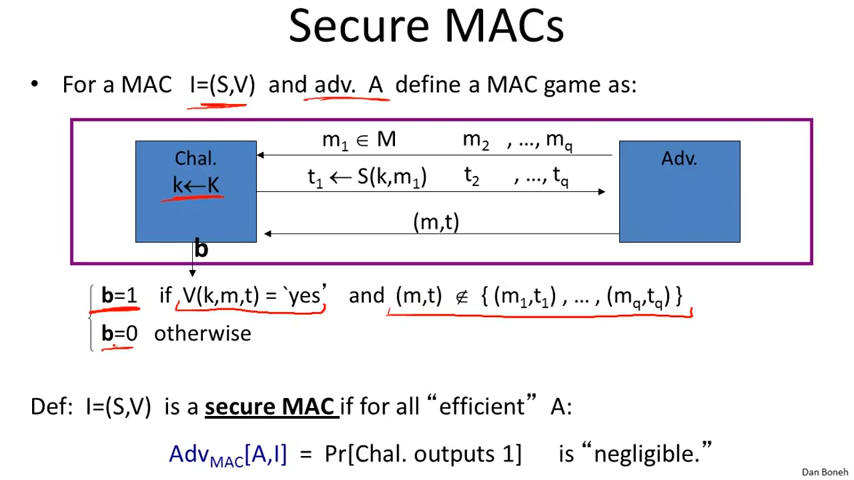 Secure MACs
• For a MAC I=(S,V) and adv. A define a MAC game as:
Chal.
k←K
m₁ ∈ M m₂ , …, m_q
t₁ ← S(k,m₁) t₂ , …, t_q
(m,t)
Adv.
b
b=1 if V(k,m,t) = `yes’ and (m,t) ∉ { (m₁,t₁) , … , (m_q,t_q) }
b=0 otherwise
Def: I=(S,V) is a secure MAC if for all “efficient” A:
Adv_MAC[A,I] = Pr[Chal. outputs 1] is “negligible.”
Dan Boneh